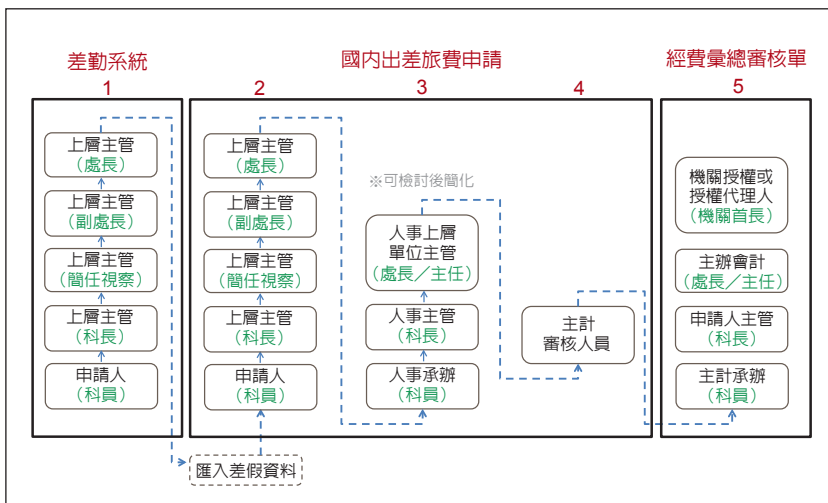 差勤系統
1
國內出差旅費申請
2
3
4
經費彙總審核單
5
上層主管
（處長）
上層主管
（副處長）
上層主管
（簡任視察）
上層主管
（科長）
申請人
（科員）
匯入差假資料
上層主管
（處長）
上層主管
（副處長）
上層主管
（簡任視察）
上層主管
（科長）
申請人
（科員）
※可檢討後簡化
人事上層
單位主管
（處長／主任）
人事主管
（科長）
人事承辦
（科員）
主計
審核人員
機關授權或
授權代理人
（機關首長）
主辦會計
（處長／主任）
申請人主管
（科長）
主計承辦
（科員）